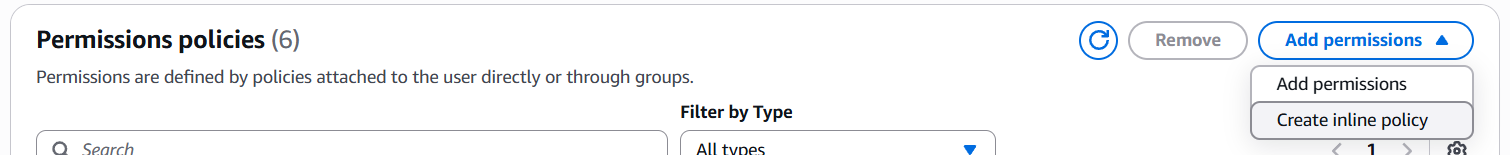 Permissions policies (6)
Remove
Add permissions
Permissions are defined by policies attached to the user directly or through groups.
Add permissions
Filter by Type
Create inline policy
Search
All types
1